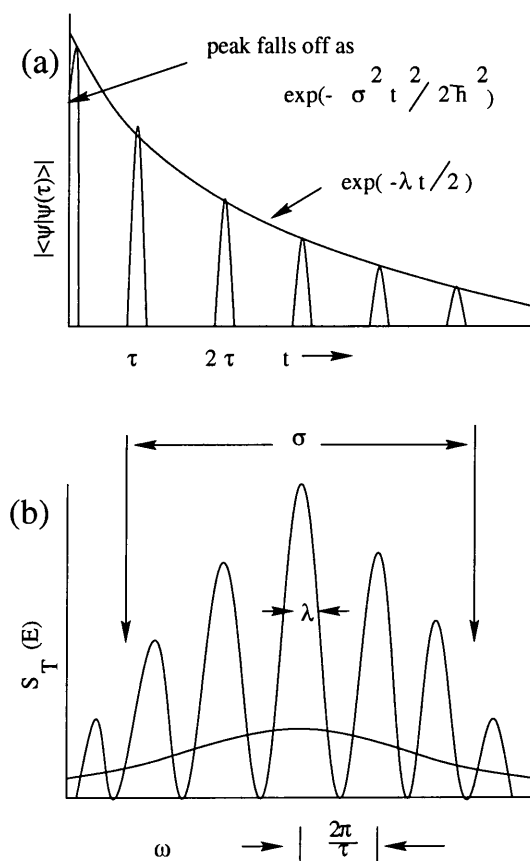 (a)
peak falls off as
exp(- σ² t²/ 2ħ²)
exp( -λ t/2 )
|<ψ|ψ(τ)>|
τ 2 τ t
(b)
σ
λ
S_T (E)
ω 2π/τ